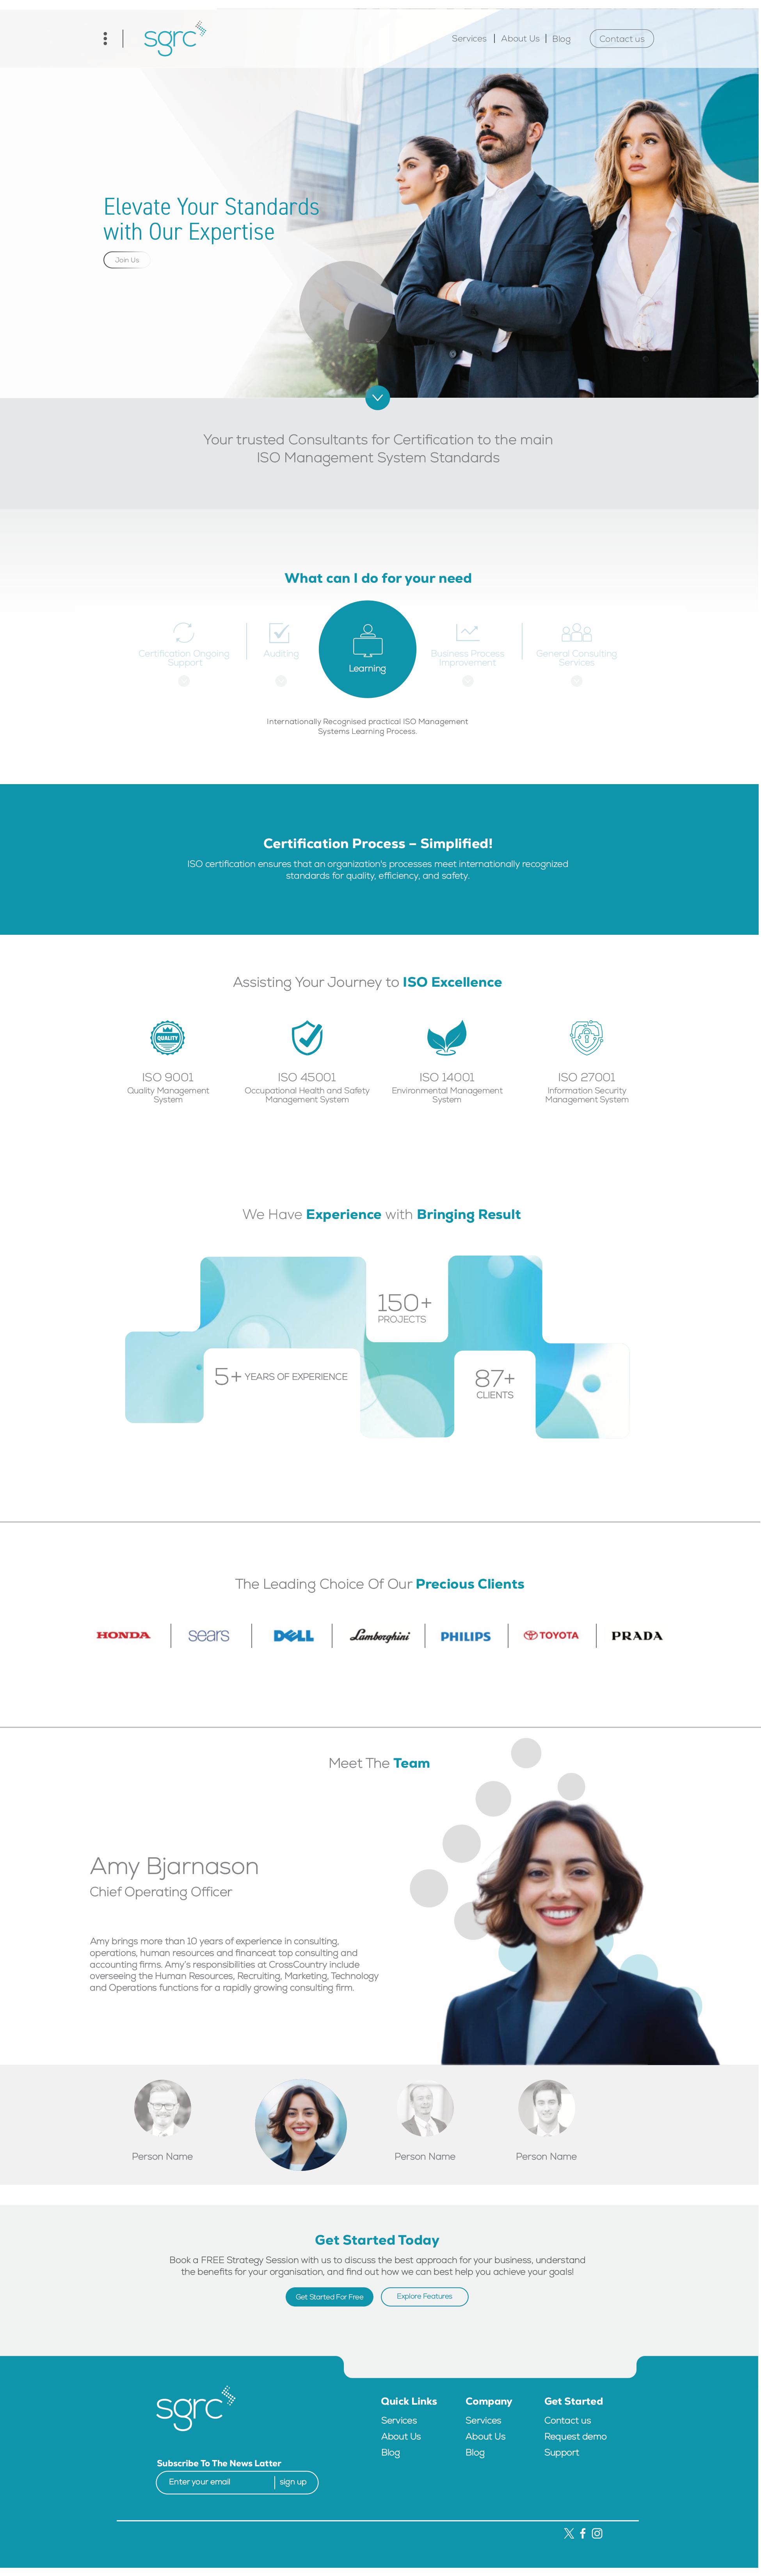 sgrc
Services | About Us | Blog
Contact us
Elevate Your Standards
with Our Expertise
Join Us
Your trusted Consultants for Certification to the main
ISO Management System Standards
What can I do for your need
Certification Ongoing
Support
Auditing
Learning
Business Process
Improvement
General Consulting
Services
Internationally Recognised practical ISO Management
Systems Learning Process.
Certification Process – Simplified!
ISO certification ensures that an organization's processes meet internationally recognized
standards for quality, efficiency, and safety.
Assisting Your Journey to ISO Excellence
QUALITY
ISO 9001
Quality Management
System
ISO 45001
Occupational Health and Safety
Management System
ISO 14001
Environmental Management
System
ISO 27001
Information Security
Management System
We Have Experience with Bringing Result
150+
PROJECTS
5+ YEARS OF EXPERIENCE
87+
CLIENTS
The Leading Choice Of Our Precious Clients
HONDA
sears
DELL
Lamborghini
PHILIPS
TOYOTA
PRADA
Meet The Team
Amy Bjarnason
Chief Operating Officer
Amy brings more than 10 years of experience in consulting,
operations, human resources and financeat top consulting and
accounting firms. Amy's responsibilities at CrossCountry include
overseeing the Human Resources, Recruiting, Marketing, Technology
and Operations functions for a rapidly growing consulting firm.
Person Name
Person Name
Person Name
Get Started Today
Book a FREE Strategy Session with us to discuss the best approach for your business, understand
the benefits for your organisation, and find out how we can best help you achieve your goals!
Get Started For Free
Explore Features
sgrc
Subscribe To The News Latter
Enter your email
sign up
Quick Links
Services
About Us
Blog
Company
Services
About Us
Blog
Get Started
Contact us
Request demo
Support